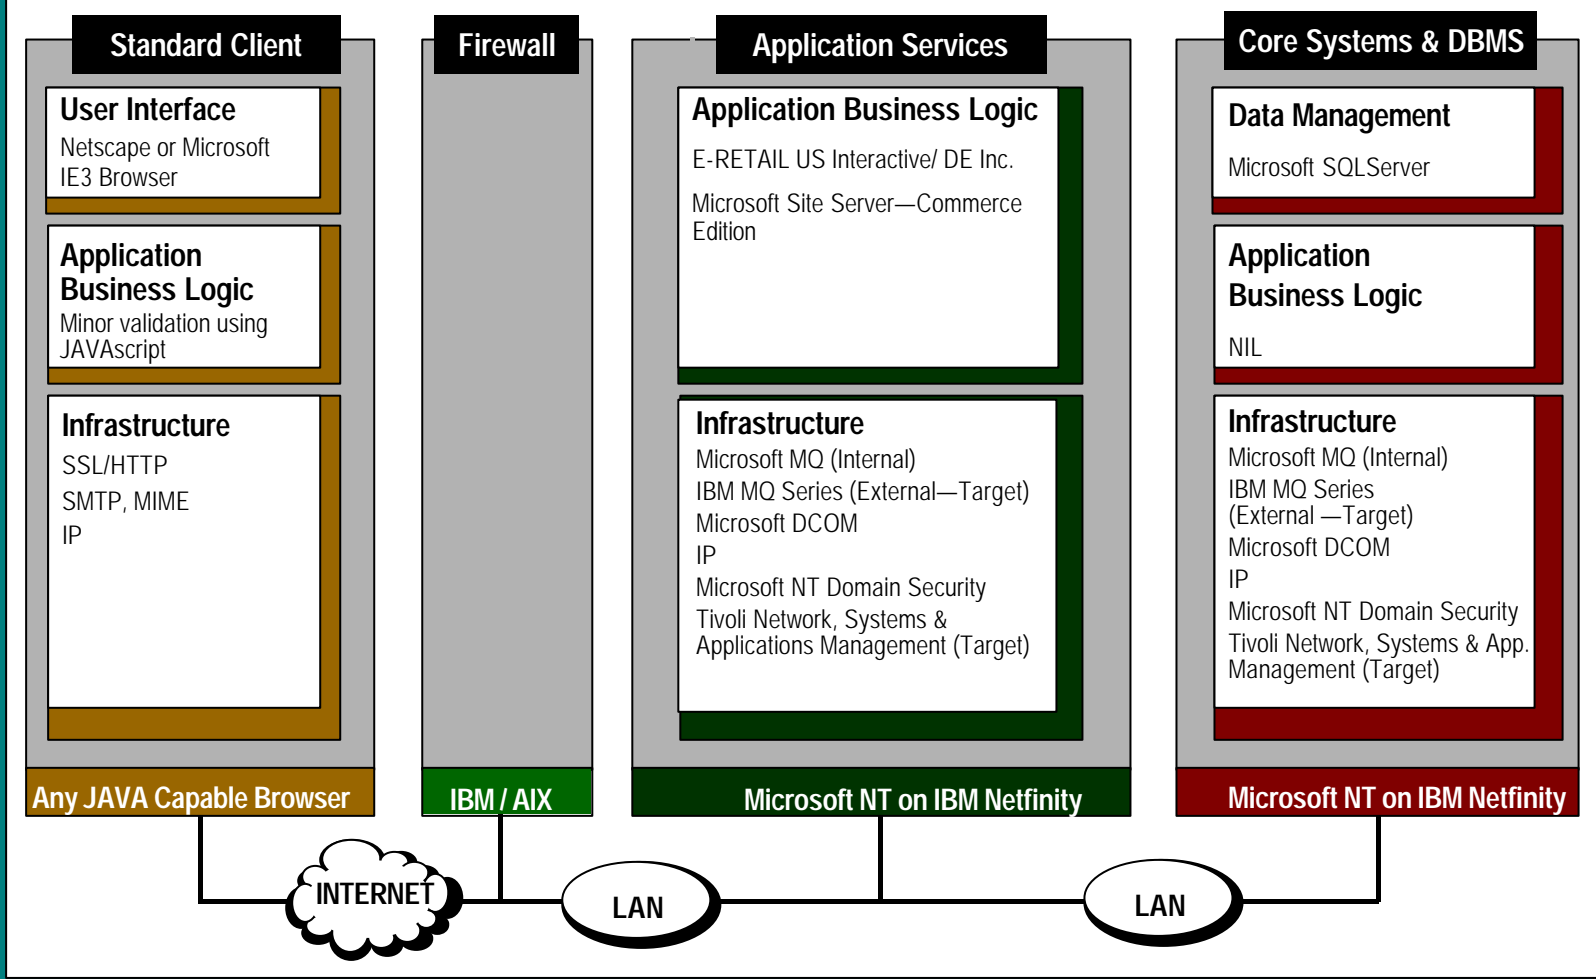 Standard Client
User Interface
Netscape or Microsoft
IE3 Browser
Application
Business Logic
Minor validation using
JAVAscript
Infrastructure
SSL/HTTP
SMTP, MIME
IP
Any JAVA Capable Browser
Firewall
IBM / AIX
Application Services
Application Business Logic
E-RETAIL US Interactive/ DE Inc.
Microsoft Site Server—Commerce
Edition
Infrastructure
Microsoft MQ (Internal)
IBM MQ Series (External—Target)
Microsoft DCOM
IP
Microsoft NT Domain Security
Tivoli Network, Systems &
Applications Management (Target)
Microsoft NT on IBM Netfinity
Core Systems & DBMS
Data Management
Microsoft SQLServer
Application
Business Logic
NIL
Infrastructure
Microsoft MQ (Internal)
IBM MQ Series
(External —Target)
Microsoft DCOM
IP
Microsoft NT Domain Security
Tivoli Network, Systems & App.
Management (Target)
Microsoft NT on IBM Netfinity
INTERNET
LAN
LAN